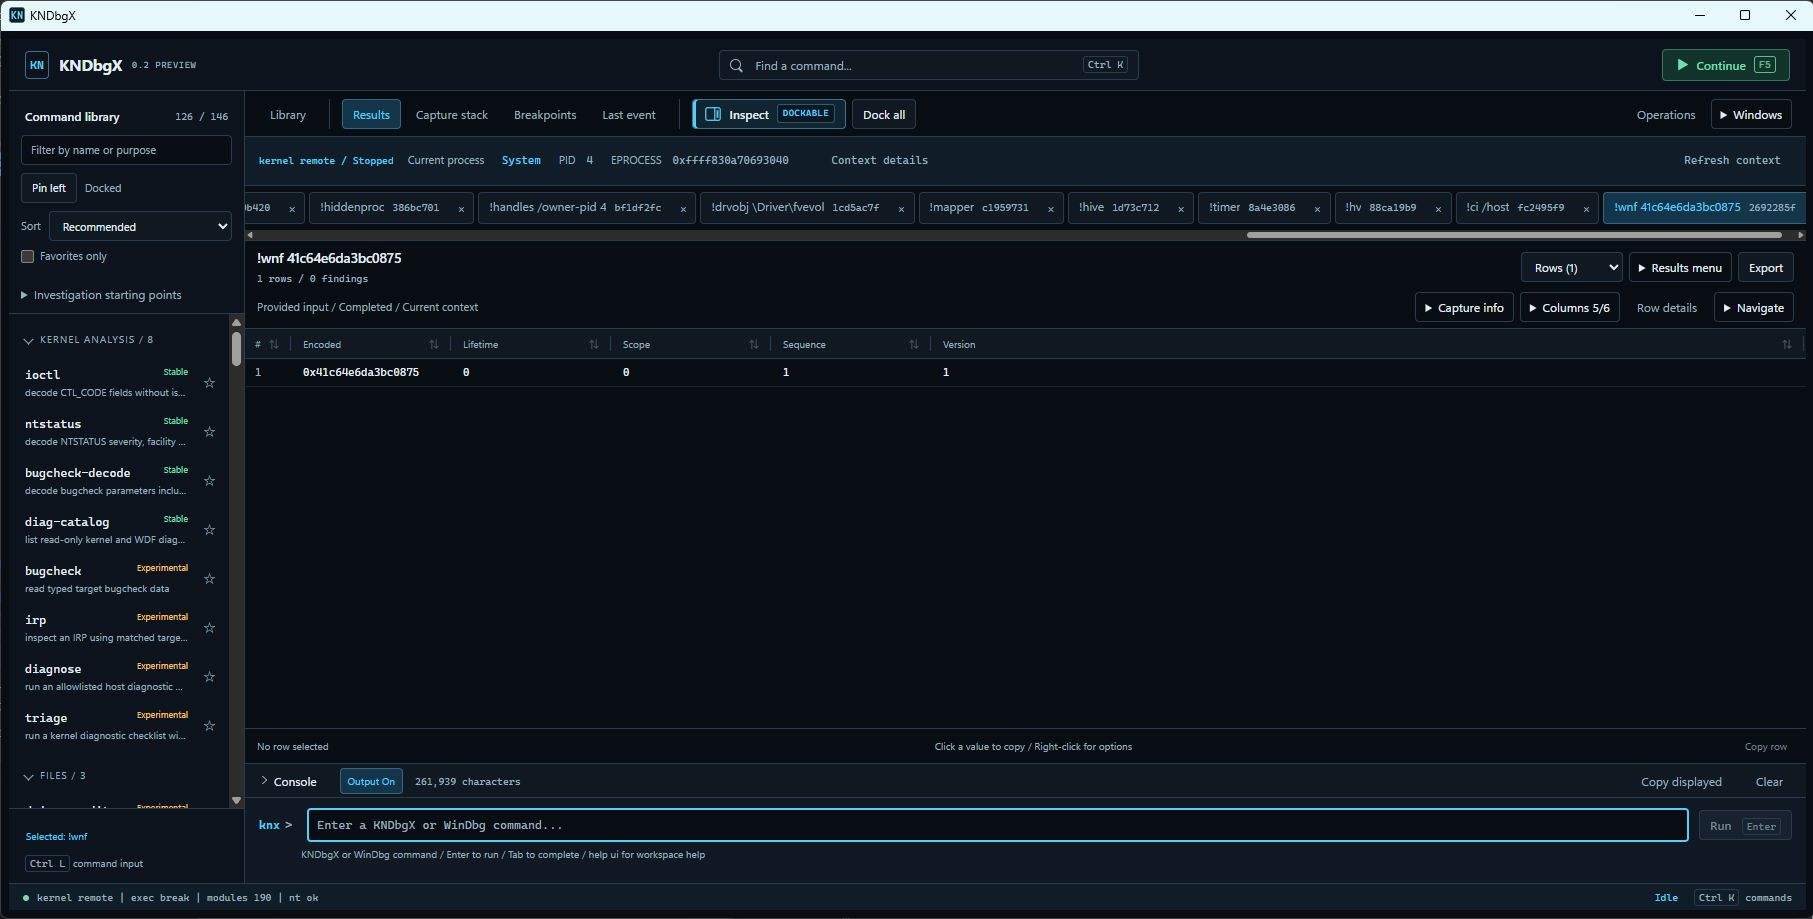 KN KNDbgX
KN KNDbgX 0.2 PREVIEW
Find a command... Ctrl K
Continue F5
Command library 126 / 146
Filter by name or purpose
Pin left Docked
Sort Recommended
Favorites only
Investigation starting points
KERNEL ANALYSIS / 8
ioctl Stable
decode CTL_CODE fields without is...
ntstatus Stable
decode NTSTATUS severity, facility ...
bugcheck-decode Stable
decode bugcheck parameters inclu...
diag-catalog Stable
list read-only kernel and WDF diag...
bugcheck Experimental
read typed target bugcheck data
irp Experimental
inspect an IRP using matched targe...
diagnose Experimental
run an allowlisted host diagnostic ...
triage Experimental
run a kernel diagnostic checklist wi...
FILES / 3
Experimental
Selected: !wnf
Ctrl L command input
Library Results Capture stack Breakpoints Last event Inspect DOCKABLE Dock all Operations Windows
kernel remote / Stopped Current process System PID 4 EPROCESS 0xffff830a70693040 Context details Refresh context
b420 × !hiddenproc 386bc701 × !handles /owner-pid 4 bf1df2fc × !drvobj \Driver\fvevol 1cd5ac7f × !mapper c1959731 × !hive 1d73c712 × !timer 8a4e3086 × !hv 88ca19b9 × !ci /host fc2495f9 × !wnf 41c64e6da3bc0875 2692285f
!wnf 41c64e6da3bc0875
1 rows / 0 findings
Rows (1) Results menu Export
Provided input / Completed / Current context
Capture info Columns 5/6 Row details Navigate
# Encoded Lifetime Scope Sequence Version
1 0x41c64e6da3bc0875 0 0 1 1
No row selected Click a value to copy / Right-click for options Copy row
Console Output On 261,939 characters Copy displayed Clear
knx > Enter a KNDbgX or WinDbg command... Run Enter
KNDbgX or WinDbg command / Enter to run / Tab to complete / help ui for workspace help
kernel remote | exec break | modules 190 | nt ok Idle Ctrl K commands